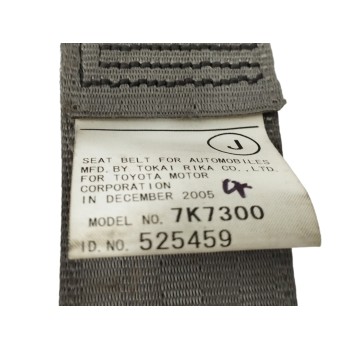 J
SEAT BELT FOR AUTOMOBILES
MFD. BY TOKAI RIKA CO., LTD.
FOR TOYOTA MOTOR
CORPORATION
IN DECEMBER 2005
MODEL NO. 7K7300
ID. NO. 525459